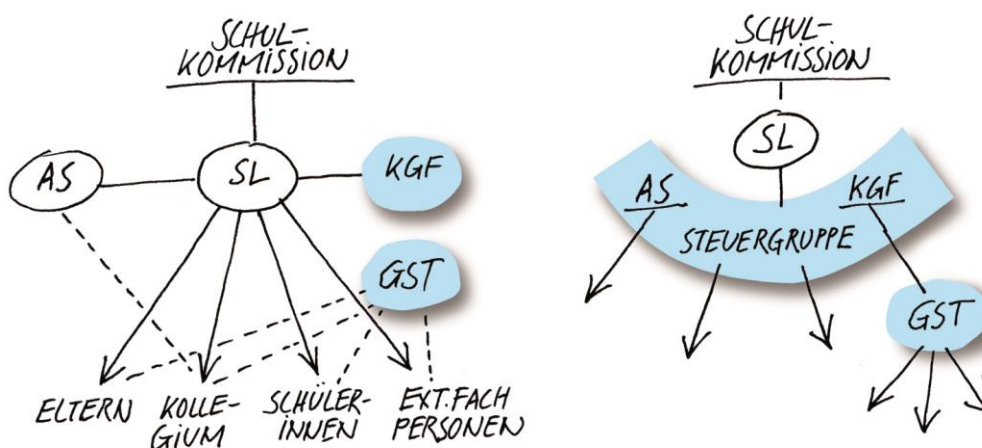 SCHUL-
KOMMISSION
AS
SL
KGF
GST
ELTERN
KOLLE-
GIUM
SCHÜLER-
INNEN
EXT. FACH
PERSONEN
SCHUL-
KOMMISSION
SL
AS
KGF
STEUERGRUPPE
GST